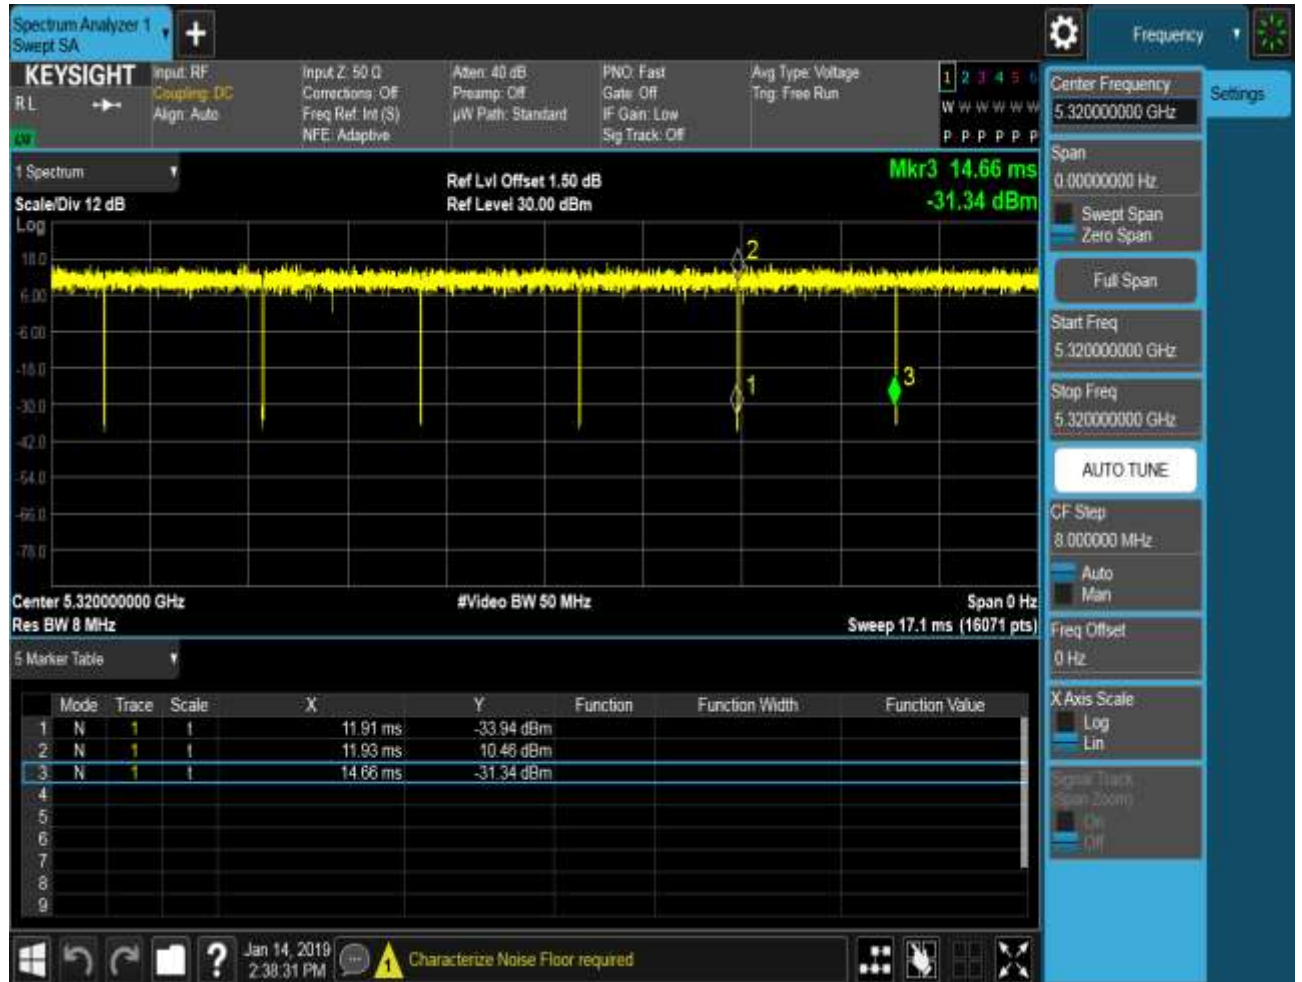 Spectrum Analyzer 1
Swept SA
Frequency
KEYSIGHT
RL
Input: RF
Coupling: DC
Align: Auto
Input Z: 50 Ω
Corrections: Off
Freq Ref: Int (S)
NFE: Adaptive
Atten: 40 dB
Preamp: Off
µW Path: Standard
PNO: Fast
Gate: Off
IF Gain: Low
Sig Track: Off
Avg Type: Voltage
Trig: Free Run
1 2 3 4 5 6
W W W W W W
P P P P P P
1 Spectrum
Scale/Div 12 dB
Log
Ref Lvl Offset 1.50 dB
Ref Level 30.00 dBm
Mkr3 14.66 ms
-31.34 dBm
18.0
6.00
-6.00
-18.0
-30.0
-42.0
-54.0
-66.0
-78.0
2
1
3
Center 5.320000000 GHz
#Video BW 50 MHz
Span 0 Hz
Res BW 8 MHz
Sweep 17.1 ms (16071 pts)
5 Marker Table
Mode Trace Scale X Y Function Function Width Function Value
1 N 1 t 11.91 ms -33.94 dBm
2 N 1 t 11.93 ms 10.46 dBm
3 N 1 t 14.66 ms -31.34 dBm
4
5
6
7
8
9
?
Jan 14, 2019
2:38:31 PM
Characterize Noise Floor required
Center Frequency
5.320000000 GHz
Settings
Span
0.00000000 Hz
Swept Span
Zero Span
Full Span
Start Freq
5.320000000 GHz
Stop Freq
5.320000000 GHz
AUTO TUNE
CF Step
8.000000 MHz
Auto
Man
Freq Offset
0 Hz
X Axis Scale
Log
Lin
Signal Track
(Span Zoom)
On
Off